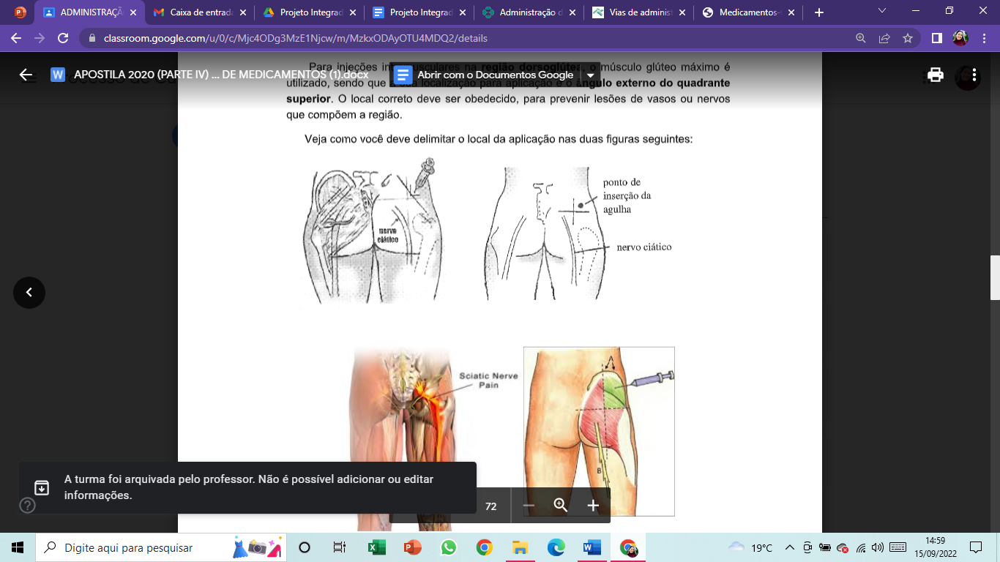 ADMINISTRAÇÃ
Caixa de entrada
Projeto Integrad
Projeto Integrad
Administração d
Vias de administ
Medicamentos-
classroom.google.com/u/0/c/Mjc4ODg3MzE1Njcw/m/MzkxODAyOTU4MDQ2/details
APOSTILA 2020 (PARTE IV) ... DE MEDICAMENTOS (1).docx
Abrir com o Documentos Google
Para injeções intramusculares na região dorsoglútea, o músculo glúteo máximo é
utilizado, sendo que a sua localização para aplicação é o ângulo externo do quadrante
superior. O local correto deve ser obedecido, para prevenir lesões de vasos ou nervos
que compõem a região.
Veja como você deve delimitar o local da aplicação nas duas figuras seguintes:
nervo
ciático
ponto de
inserção da
agulha
nervo ciático
Sciatic Nerve
Pain
A
B
A turma foi arquivada pelo professor. Não é possível adicionar ou editar
informações.
72
Digite aqui para pesquisar
19°C
14:59
15/09/2022